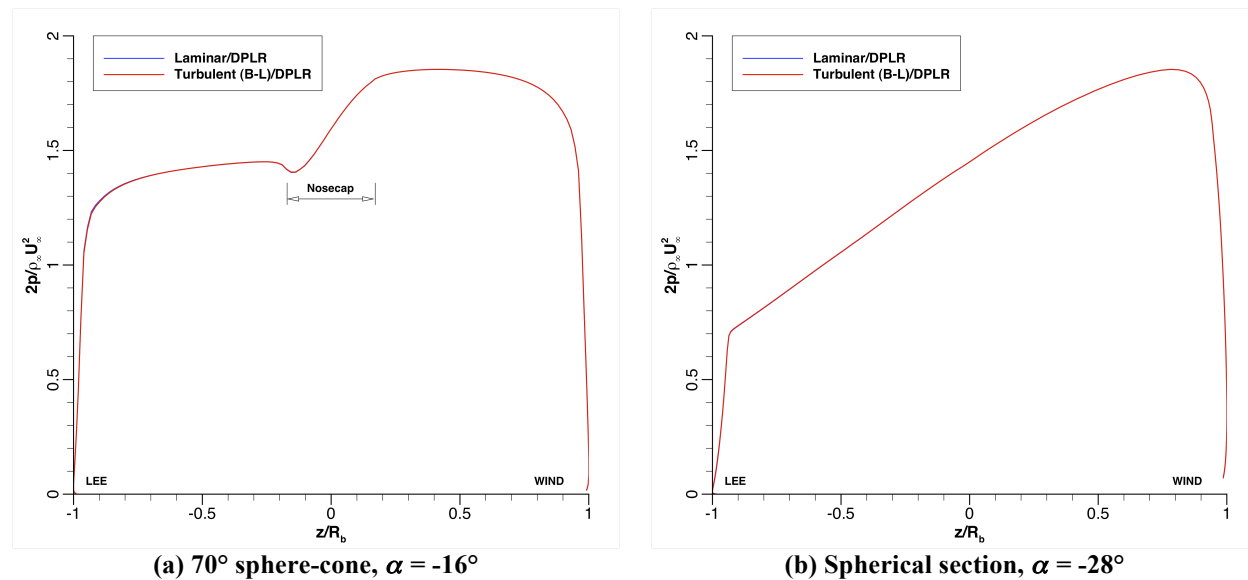 2
1.5
1
0.5
0
2p/ρ∞U²∞
Laminar/DPLR
Turbulent (B-L)/DPLR
Nosecap
LEE
WIND
-1
-0.5
0
0.5
1
z/R_b
(a) 70° sphere-cone, α = -16°
2
1.5
1
0.5
0
2p/ρ∞U²∞
Laminar/DPLR
Turbulent (B-L)/DPLR
LEE
WIND
-1
-0.5
0
0.5
1
z/R_b
(b) Spherical section, α = -28°